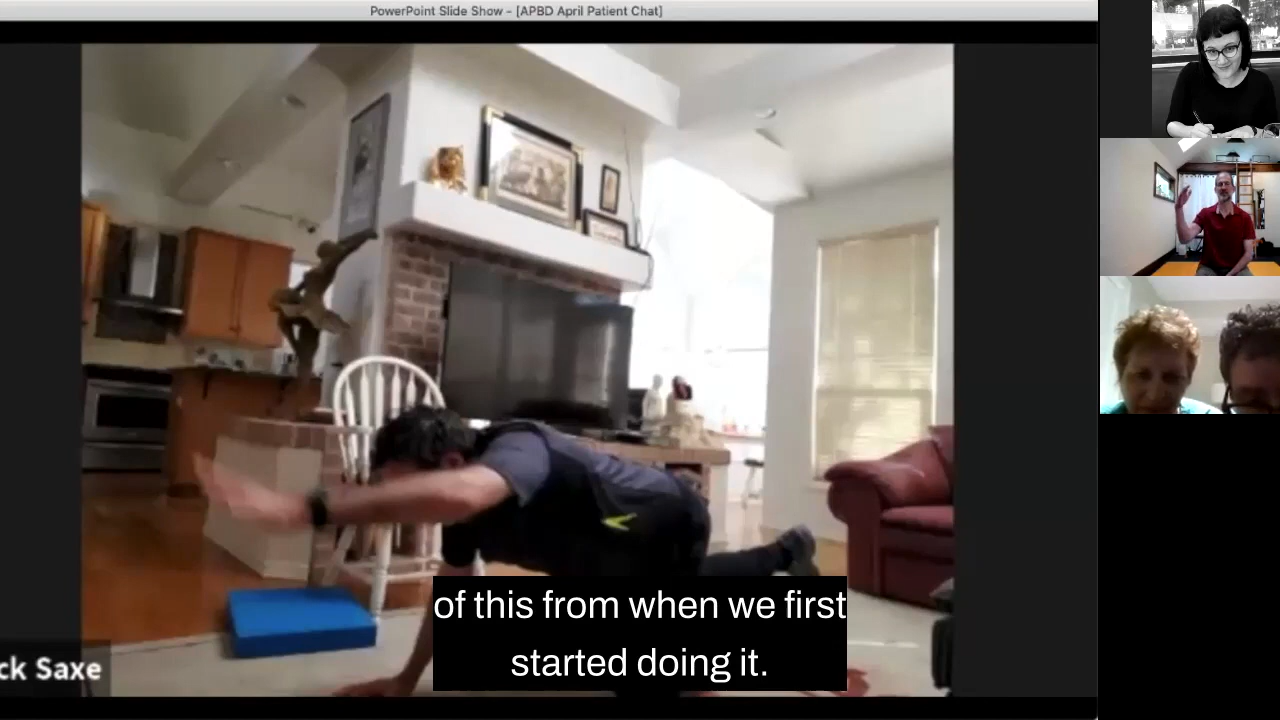 PowerPoint Slide Show - [APBD April Patient Chat]
ck Saxe
of this from when we first
started doing it.